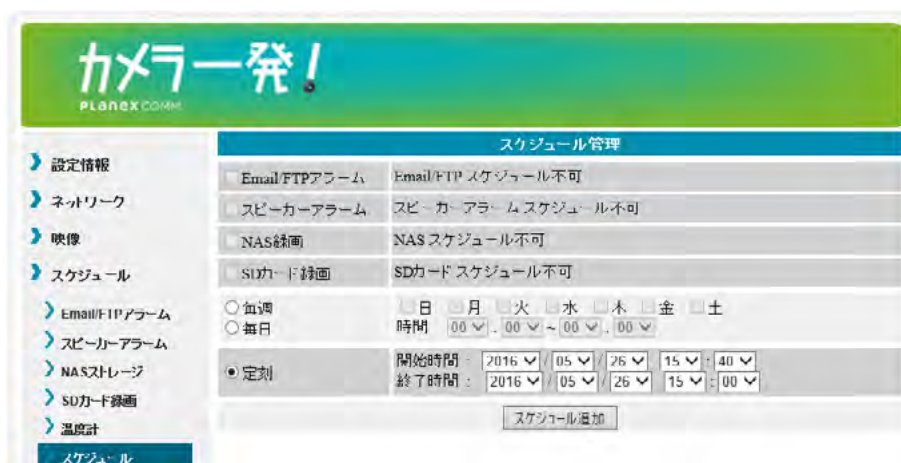 カメラ一発!
PLANEX COMM
スケジュール管理
設定情報
ネットワーク
映像
スケジュール
Email/FTPアラーム
スピーカーアラーム
NASストレージ
SDカード録画
温度計
スケジュール
Email/FTPアラーム Email/FTP スケジュール不可
スピーカーアラーム スピーカーアラーム スケジュール不可
NAS録画 NAS スケジュール不可
SDカード録画 SDカード スケジュール不可
毎週 日 月 火 水 木 金 土
毎日 時間 00 : 00 ~ 00 : 00
定刻 開始時間 : 2016 / 05 / 26 15 : 40
終了時間 : 2016 / 05 / 26 15 : 00
スケジュール追加